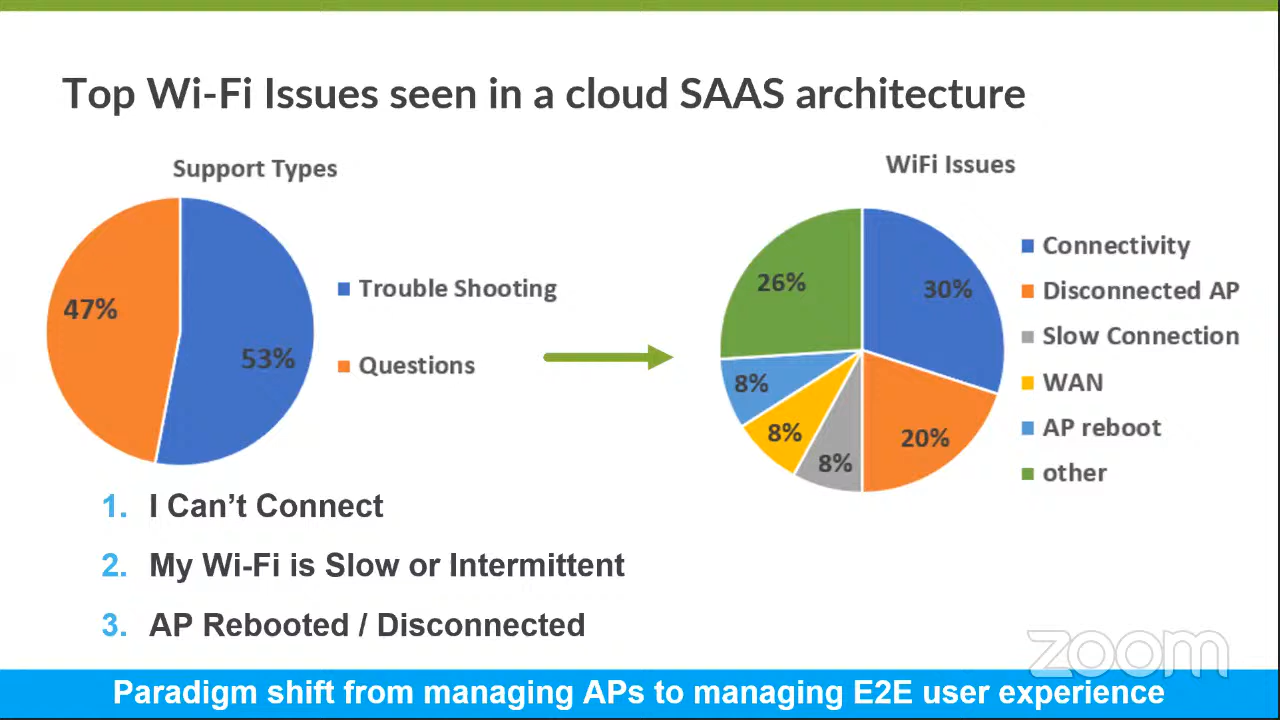 Top Wi-Fi Issues seen in a cloud SAAS architecture
Support Types
47%
53%
Trouble Shooting
Questions
WiFi Issues
26%
30%
8%
8%
8%
20%
Connectivity
Disconnected AP
Slow Connection
WAN
AP reboot
other
1. I Can’t Connect
2. My Wi-Fi is Slow or Intermittent
3. AP Rebooted / Disconnected
zoom
Paradigm shift from managing APs to managing E2E user experience